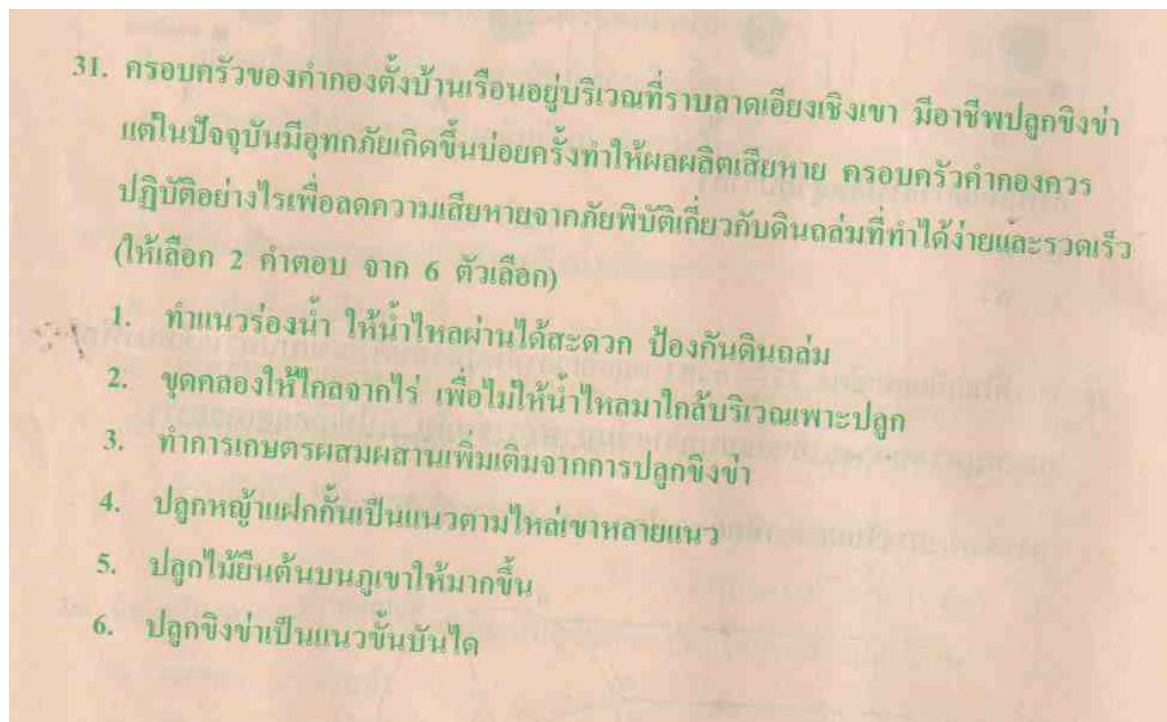 31. ครอบครัวของคำกองตั้งบ้านเรือนอยู่บริเวณที่ราบลาดเอียงเชิงเขา มีอาชีพปลูกขิงข่า
แต่ในปัจจุบันมีอุทกภัยเกิดขึ้นบ่อยครั้งทำให้ผลผลิตเสียหาย ครอบครัวคำกองควร
ปฏิบัติอย่างไรเพื่อลดความเสียหายจากภัยพิบัติเกี่ยวกับดินถล่มที่ทำได้ง่ายและรวดเร็ว
(ให้เลือก 2 คำตอบ จาก 6 ตัวเลือก)
1. ทำแนวร่องน้ำ ให้น้ำไหลผ่านได้สะดวก ป้องกันดินถล่ม
2. ขุดคลองให้ไกลจากไร่ เพื่อไม่ให้น้ำไหลมาใกล้บริเวณเพาะปลูก
3. ทำการเกษตรผสมผสานเพิ่มเติมจากการปลูกขิงข่า
4. ปลูกหญ้าแฝกกั้นเป็นแนวตามไหล่เขาหลายแนว
5. ปลูกไม้ยืนต้นบนภูเขาให้มากขึ้น
6. ปลูกขิงข่าเป็นแนวขั้นบันได